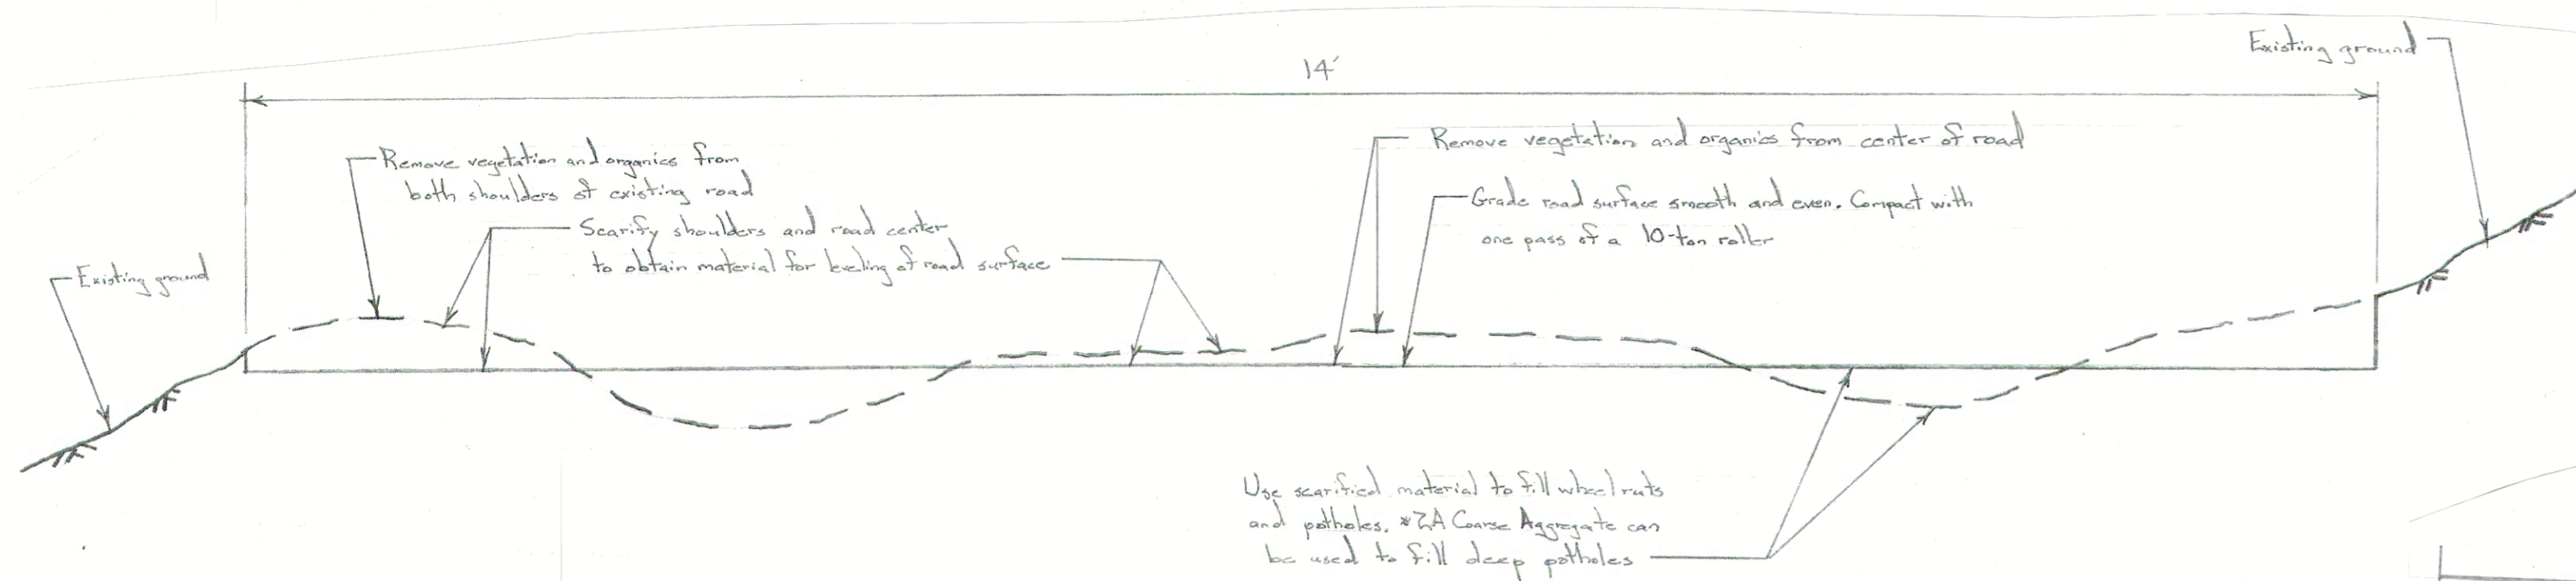 14'
Existing ground
Remove vegetation and organics from
both shoulders of existing road
Scarify shoulders and road center
to obtain material for leveling of road surface
Existing ground
Remove vegetation and organics from center of road
Grade road surface smooth and even. Compact with
one pass of a 10-ton roller
Use scarified material to fill wheel ruts
and potholes. *2A Coarse Aggregate can
be used to fill deep potholes